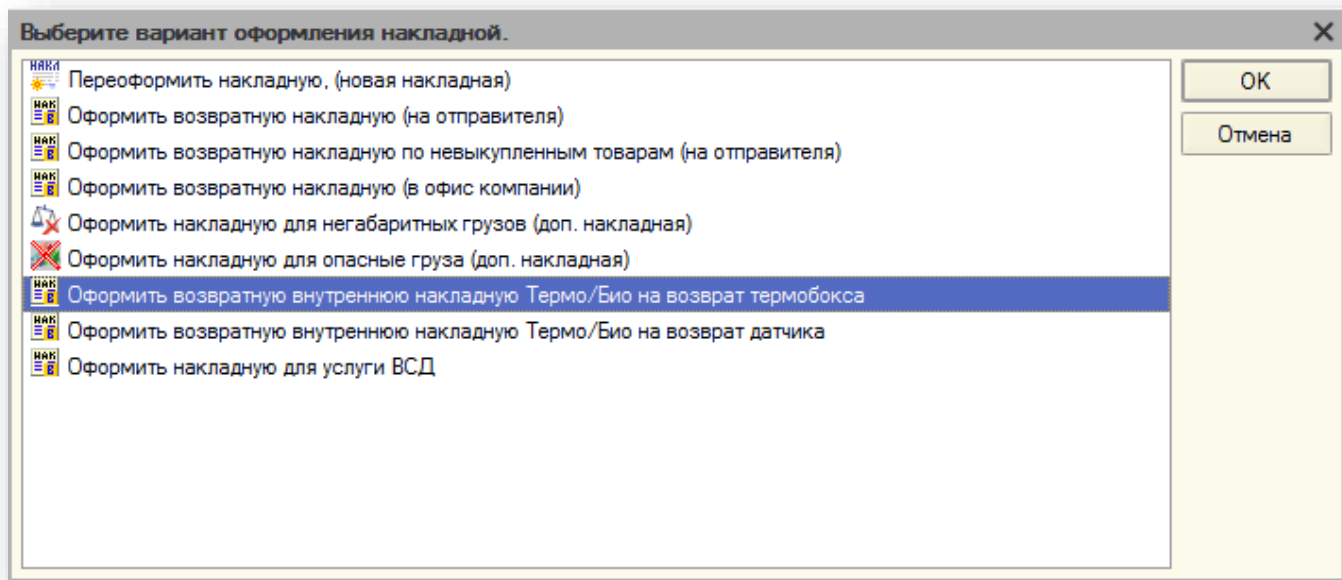 Выберите вариант оформления накладной.
Переоформить накладную, (новая накладная)
OK
Оформить возвратную накладную (на отправителя)
Отмена
Оформить возвратную накладную по невыкупленным товарам (на отправителя)
Оформить возвратную накладную (в офис компании)
Оформить накладную для негабаритных грузов (доп. накладная)
Оформить накладную для опасные груза (доп. накладная)
Оформить возвратную внутреннюю накладную Термо/Био на возврат термобокса
Оформить возвратную внутреннюю накладную Термо/Био на возврат датчика
Оформить накладную для услуги ВСД